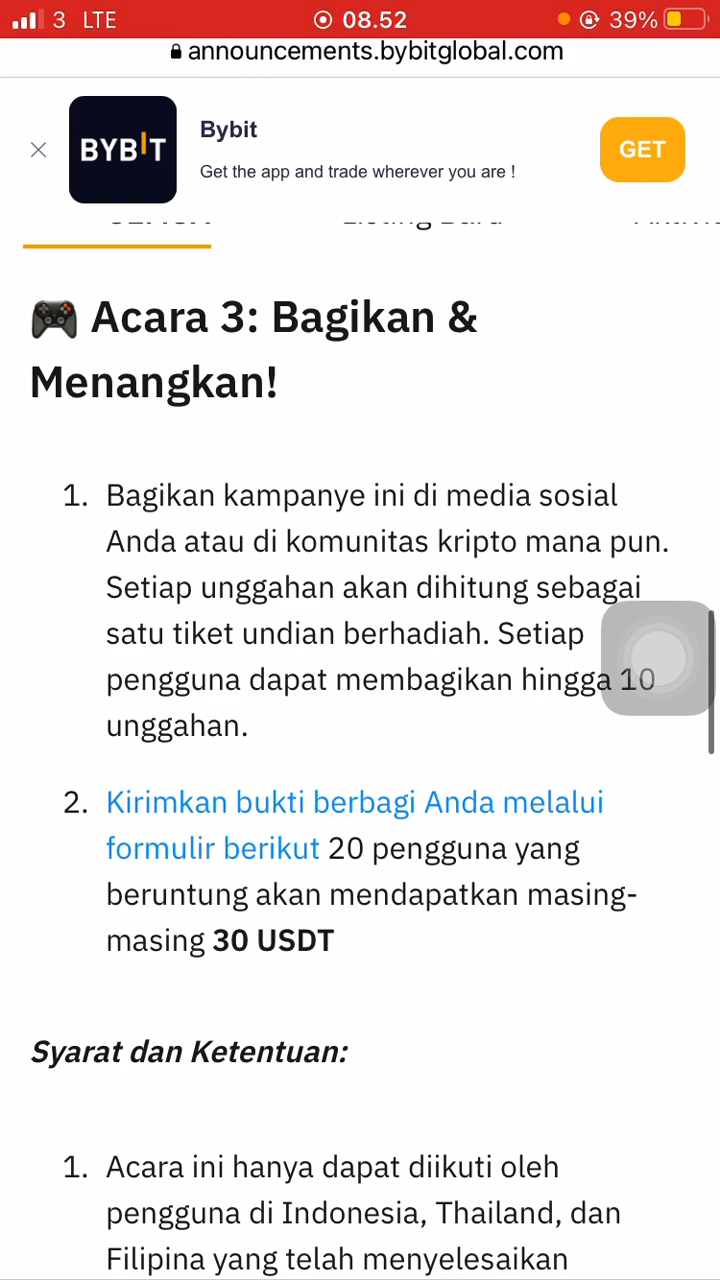 3 LTE 08.52 39%
announcements.bybitglobal.com
BYBIT
Bybit
Get the app and trade wherever you are !
GET
🎮 Acara 3: Bagikan &
Menangkan!
1. Bagikan kampanye ini di media sosial
Anda atau di komunitas kripto mana pun.
Setiap unggahan akan dihitung sebagai
satu tiket undian berhadiah. Setiap
pengguna dapat membagikan hingga 10
unggahan.
2. Kirimkan bukti berbagi Anda melalui
formulir berikut 20 pengguna yang
beruntung akan mendapatkan masing-
masing 30 USDT
Syarat dan Ketentuan:
1. Acara ini hanya dapat diikuti oleh
pengguna di Indonesia, Thailand, dan
Filipina yang telah menyelesaikan